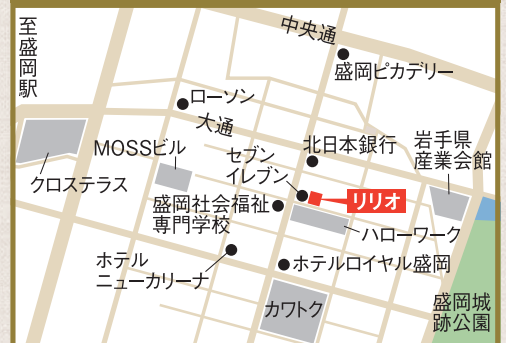 至盛岡駅
中央通
盛岡ピカデリー
ローソン
大通
北日本銀行
岩手県
産業会館
MOSSビル
セブン
イレブン
クロステラス
リリオ
盛岡社会福祉
専門学校
ハローワーク
ホテル
ニューカリーナ
ホテルロイヤル盛岡
カワトク
盛岡城
跡公園